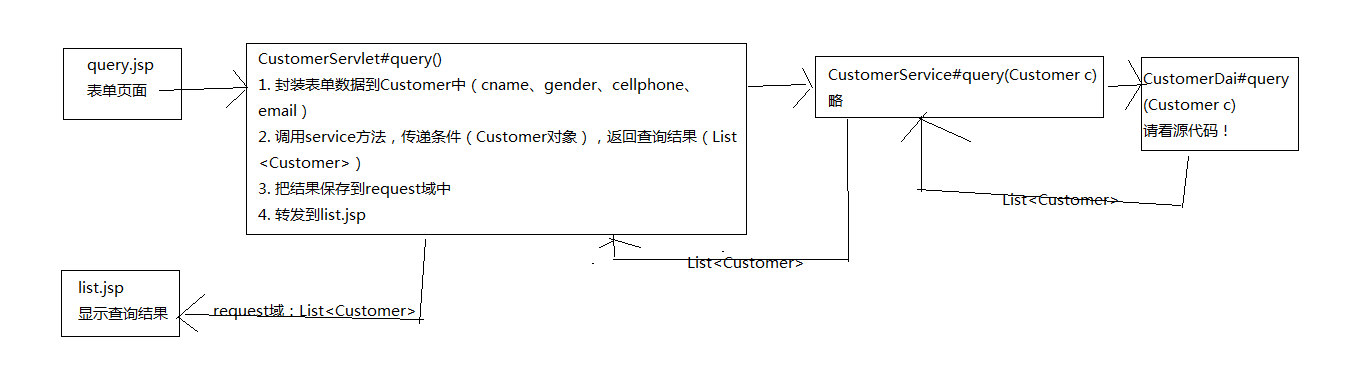 query.jsp
表单页面
CustomerServlet#query()
1. 封装表单数据到Customer中（cname、gender、cellphone、
email）
2. 调用service方法，传递条件（Customer对象），返回查询结果（List
<Customer>）
3. 把结果保存到request域中
4. 转发到list.jsp
CustomerService#query(Customer c)
略
CustomerDai#query
(Customer c)
请看源代码！
List<Customer>
List<Customer>
request域：List<Customer>
list.jsp
显示查询结果